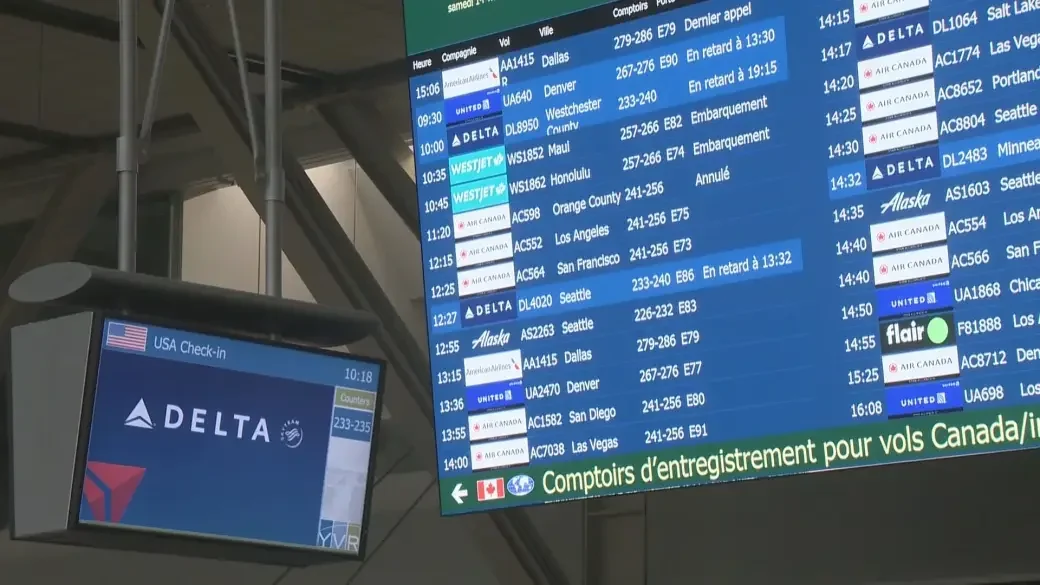 samedi
Heure Compagnie Vol Ville Comptoirs
15:06 American Airlines AA1415R Dallas 279-286 E79 Dernier appel
09:30 UNITED UA640 Denver 267-276 E90 En retard à 13:30
10:00 DELTA DL8950 Westchester County 233-240 En retard à 19:15
10:35 WESTJET WS1852 Maui 257-266 E82 Embarquement
10:45 WESTJET WS1862 Honolulu 257-266 E74 Embarquement
11:20 AIR CANADA AC598 Orange County 241-256 Annulé
12:15 AIR CANADA AC552 Los Angeles 241-256 E75
12:25 AIR CANADA AC564 San Francisco 241-256 E73
12:27 DELTA DL4020 Seattle 233-240 E86 En retard à 13:32
12:55 Alaska AS2263 Seattle 226-232 E83
13:15 American Airlines AA1415 Dallas 279-286 E79
13:36 UNITED UA2470 Denver 267-276 E77
13:55 AIR CANADA AC1582 San Diego 241-256 E80
14:00 AIR CANADA AC7038 Las Vegas 241-256 E91
14:15 AIR CANADA
14:17 DELTA DL1064 Salt Lake
14:20 AIR CANADA AC1774 Las Vega
14:25 AIR CANADA AC8652 Portland
14:30 AIR CANADA AC8804 Seattle
14:32 DELTA DL2483 Minnea
14:35 Alaska AS1603 Seattle
14:40 AIR CANADA AC554 Los An
14:40 AIR CANADA AC566 San F
14:50 UNITED UA1868 Chica
14:55 flair F81888 Los
15:25 AIR CANADA AC8712 Den
16:08 UNITED UA698 Los
Comptoirs d'enregistrement pour vols Canada/in
USA Check-in
10:18
DELTA
SKYTEAM
Counters
233-235
YVR